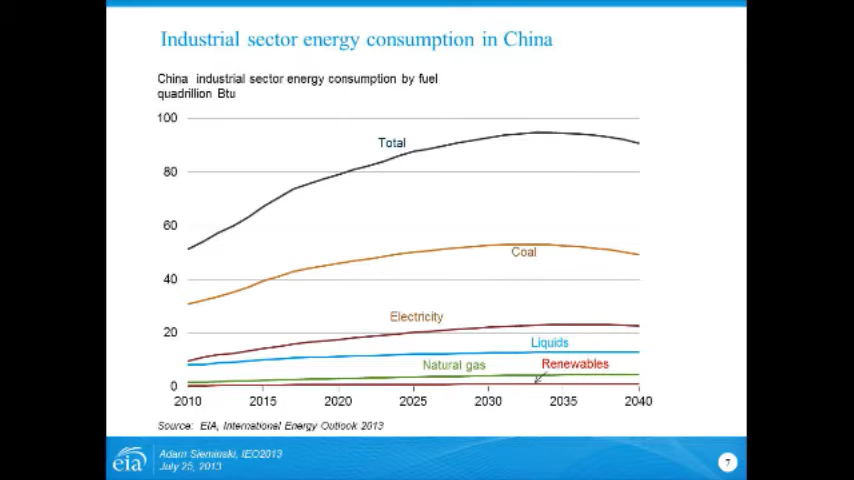 Industrial sector energy consumption in China
China industrial sector energy consumption by fuel
quadrillion Btu
100
Total
80
60
Coal
40
Electricity
20
Liquids
Natural gas
Renewables
0
2010 2015 2020 2025 2030 2035 2040
Source: EIA, International Energy Outlook 2013
eia
Adam Sieminski, IEO2013
July 25, 2013
7